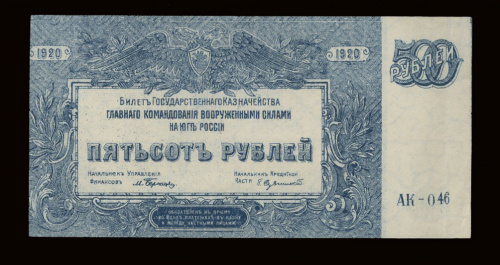 1920
1920
500
РУБЛЕЙ
Билетъ Государственнаго Казначейства
Главнаго Командованія Вооруженными Силами
на Югѣ Россіи
ПЯТЬСОТЪ РУБЛЕЙ
Начальникъ Управленія
Финансовъ
Начальникъ Кредитной
Части
АК-046